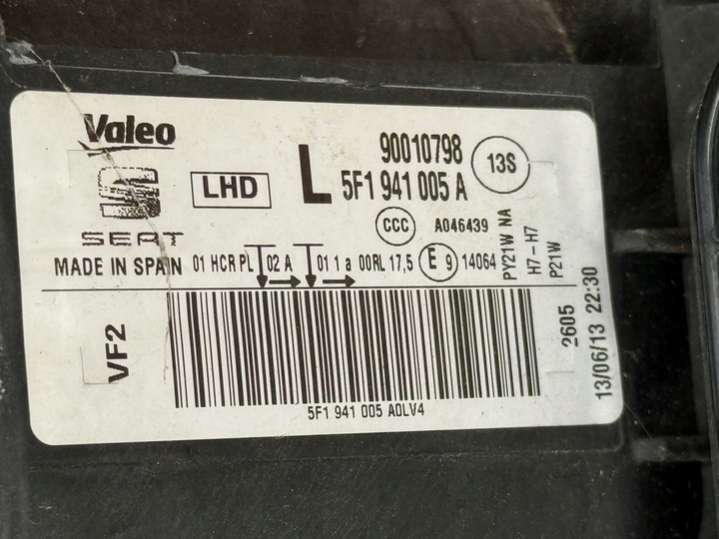 Valeo
90010798
13S
S
LHD
L
5F1 941 005 A
SEAT
CCC
A046439
MADE IN SPAIN
01 HCR PL 02 A 01 1 a 00RL 17,5
E 9 14064
PY21W NA
H7-H7
P21W
VF2
2605
13/06/13 22:30
5F1 941 005 A0LV4